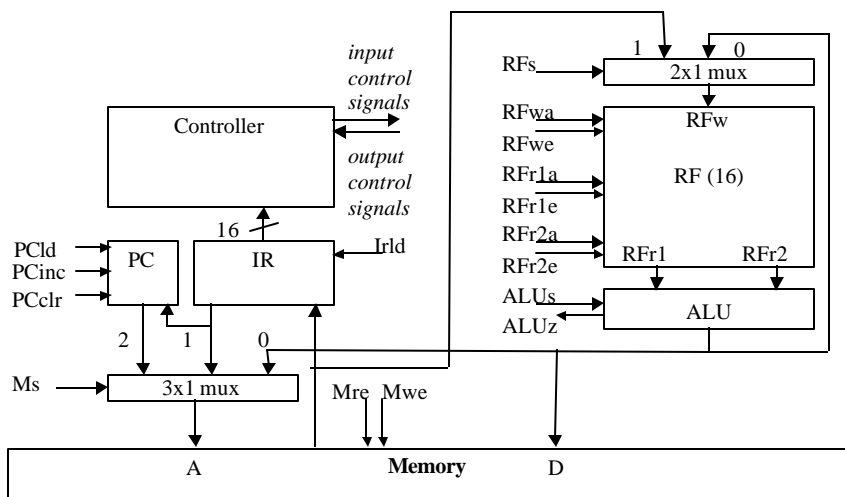 input
control
signals
Controller
output
control
signals
16
PCld
PCinc
PCclr
PC
IR
Irld
2
1
0
Ms
3x1 mux
Mre
Mwe
A
Memory
D
1
0
RFs
2x1 mux
RFwa
RFwe
RFw
RF (16)
RFr1a
RFr1e
RFr2a
RFr2e
RFr1
RFr2
ALUs
ALUz
ALU